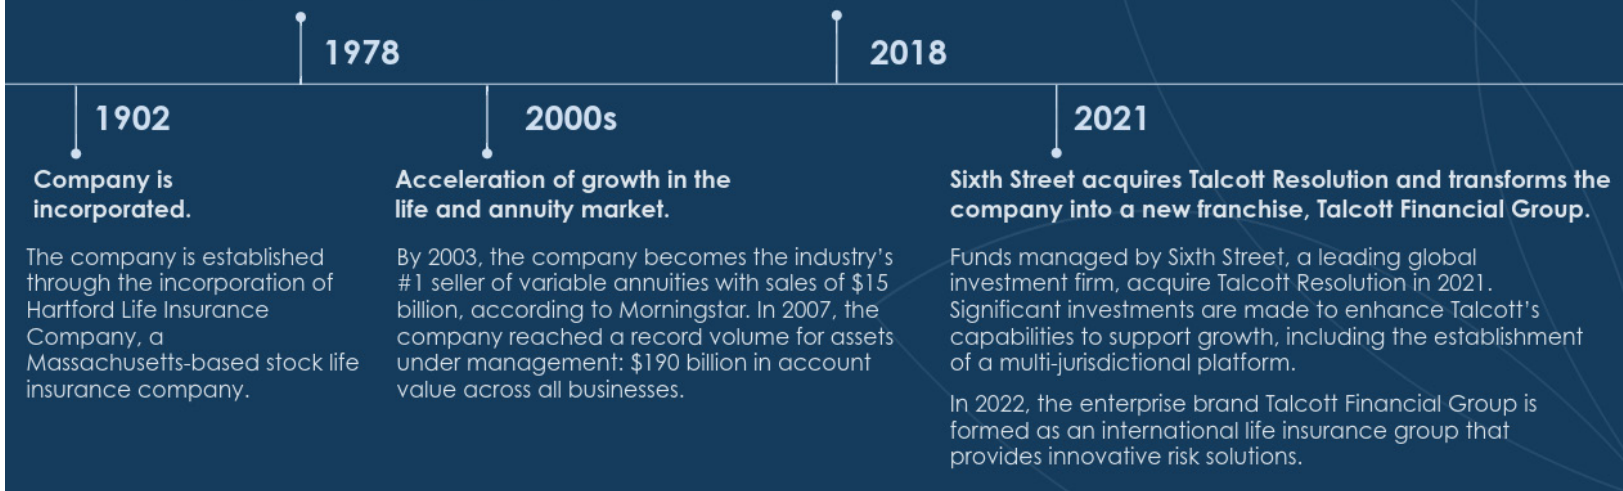 1978
2018
1902
2000s
2021
Company is
incorporated.
The company is established
through the incorporation of
Hartford Life Insurance
Company, a
Massachusetts-based stock life
insurance company.
Acceleration of growth in the
life and annuity market.
By 2003, the company becomes the industry's
#1 seller of variable annuities with sales of $15
billion, according to Morningstar. In 2007, the
company reached a record volume for assets
under management: $190 billion in account
value across all businesses.
Sixth Street acquires Talcott Resolution and transforms the
company into a new franchise, Talcott Financial Group.
Funds managed by Sixth Street, a leading global
investment firm, acquire Talcott Resolution in 2021.
Significant investments are made to enhance Talcott's
capabilities to support growth, including the establishment
of a multi-jurisdictional platform.
In 2022, the enterprise brand Talcott Financial Group is
formed as an international life insurance group that
provides innovative risk solutions.